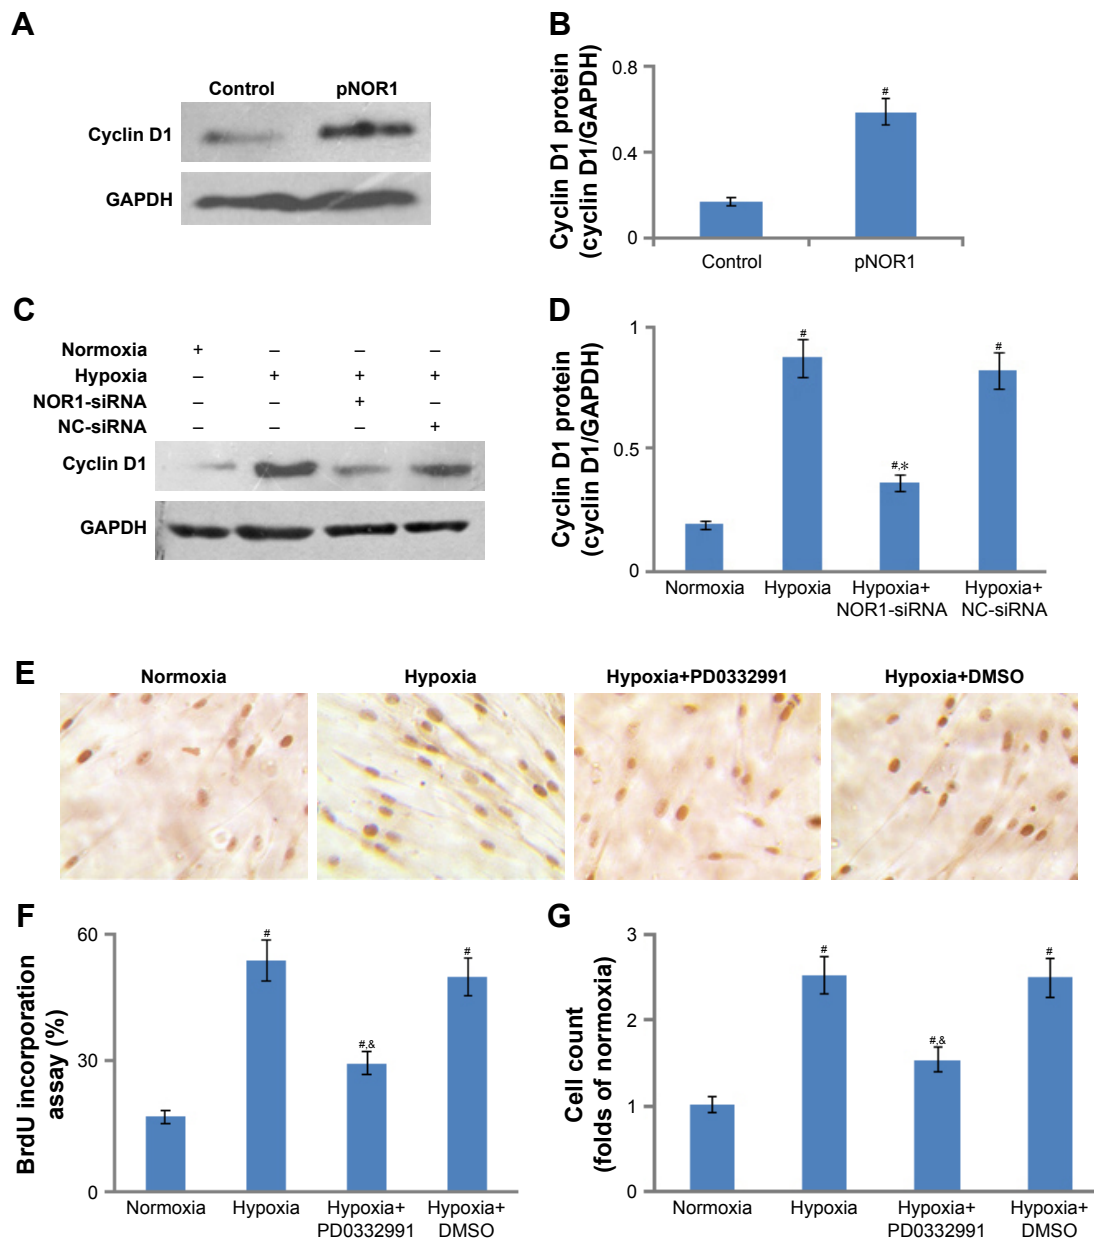 A
Control pNOR1
Cyclin D1
GAPDH
B
Cyclin D1 protein
(cyclin D1/GAPDH)
0.8
0.4
0
#
Control pNOR1
C
Normoxia + – – –
Hypoxia – + + +
NOR1-siRNA – – + –
NC-siRNA – – – +
Cyclin D1
GAPDH
D
Cyclin D1 protein
(cyclin D1/GAPDH)
1
0.5
0
#
#,*
#
Normoxia Hypoxia Hypoxia+ Hypoxia+
NOR1-siRNA NC-siRNA
E
Normoxia Hypoxia Hypoxia+PD0332991 Hypoxia+DMSO
F
BrdU incorporation
assay (%)
60
30
0
#
#,&
#
Normoxia Hypoxia Hypoxia+ Hypoxia+
PD0332991 DMSO
G
Cell count
(folds of normoxia)
3
2
1
0
#
#,&
#
Normoxia Hypoxia Hypoxia+ Hypoxia+
PD0332991 DMSO